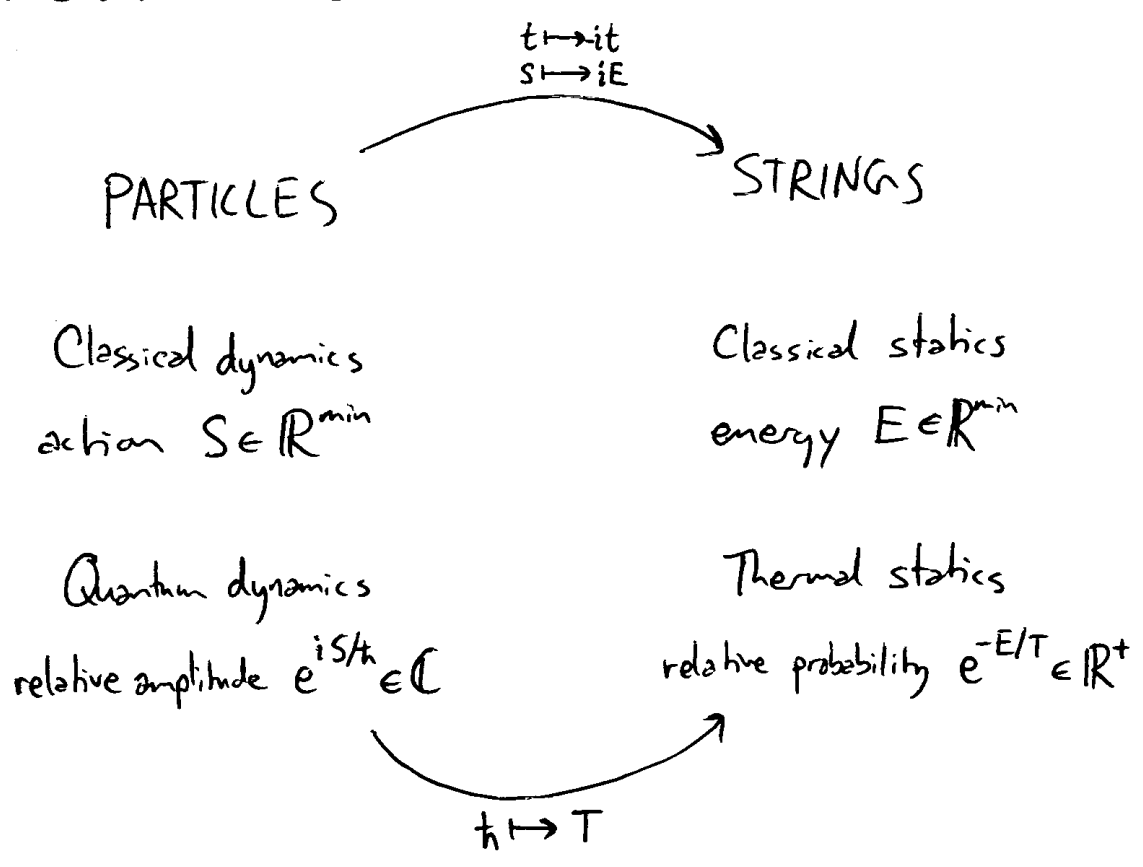 t ↦ it
S ↦ iE
PARTICLES STRINGS
Classical dynamics Classical statics
action S ∈ ℝ^min energy E ∈ ℝ^min
Quantum dynamics Thermal statics
relative amplitude e^{iS/ħ} ∈ ℂ relative probability e^{-E/T} ∈ ℝ^+
ħ ↦ T